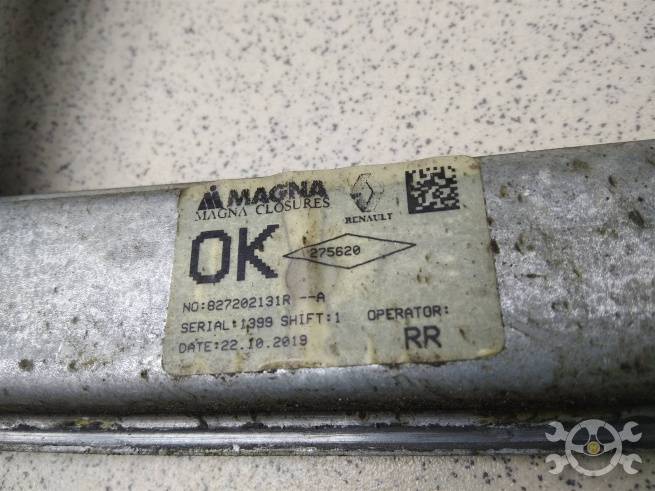 MAGNA
MAGNA CLOSURES
RENAULT
OK
275620
NO:827202131R --A
SERIAL:1399 SHIFT:1 OPERATOR:
DATE:22.10.2019 RR